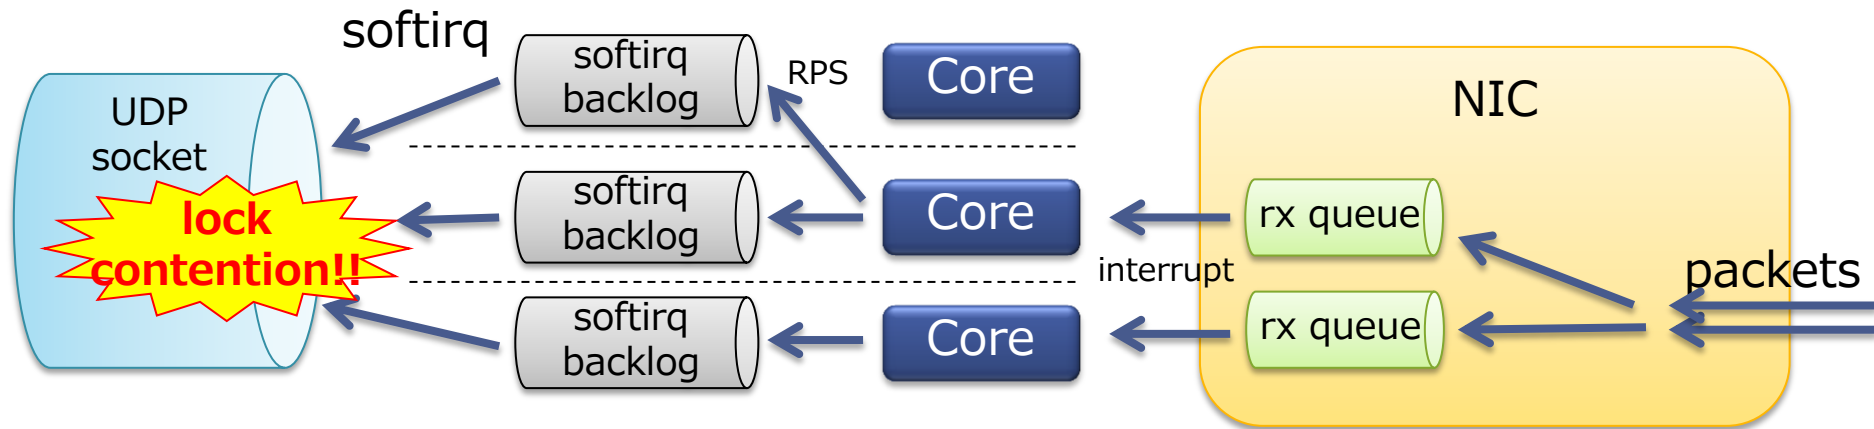 softirq
UDP
socket
lock
contention!!
softirq
backlog
RPS
Core
softirq
backlog
Core
softirq
backlog
Core
interrupt
NIC
rx queue
rx queue
packets